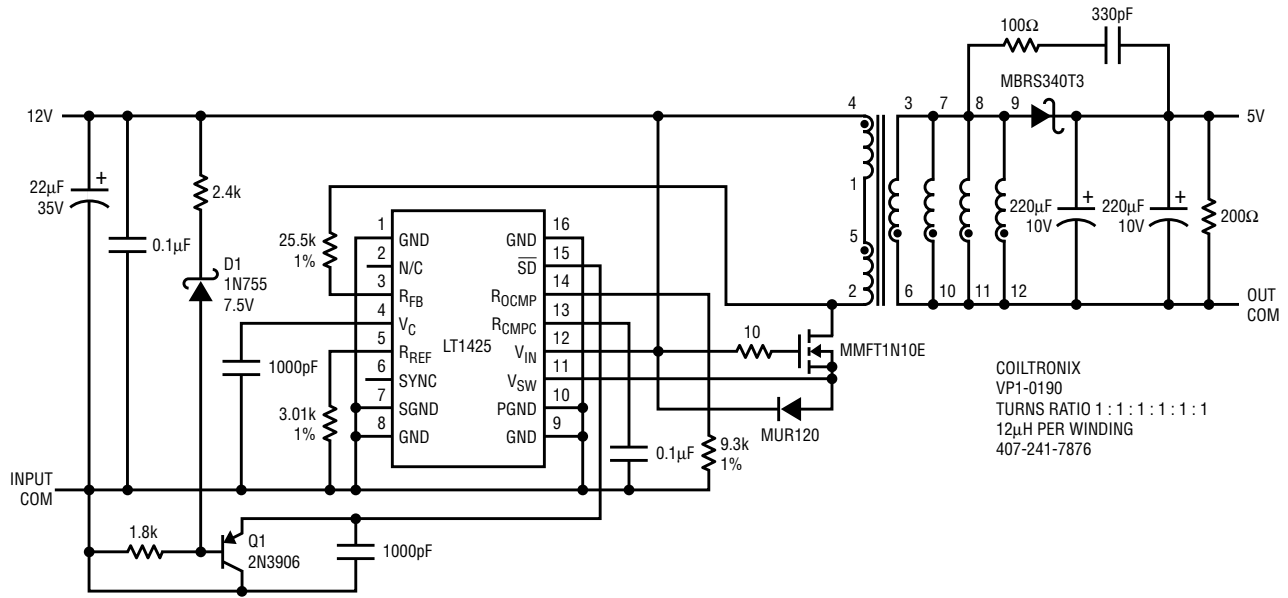 100Ω
330pF
MBRS340T3
12V
4
3
7
8
9
5V
22µF
35V
+
2.4k
1
0.1µF
25.5k
1%
1
GND
GND
16
2
N/C
SD
15
3
RFB
ROCMP
14
4
VC
RCMPC
13
5
RREF
LT1425
VIN
12
6
SYNC
VSW
11
7
SGND
PGND
10
8
GND
GND
9
D1
1N755
7.5V
5
2
220µF
10V
+
220µF
10V
+
200Ω
6
10
11
12
OUT
COM
1000pF
10
MMFT1N10E
3.01k
1%
MUR120
COILTRONIX
VP1-0190
TURNS RATIO 1 : 1 : 1 : 1 : 1 : 1
12µH PER WINDING
407-241-7876
0.1µF
9.3k
1%
INPUT
COM
1.8k
Q1
2N3906
1000pF